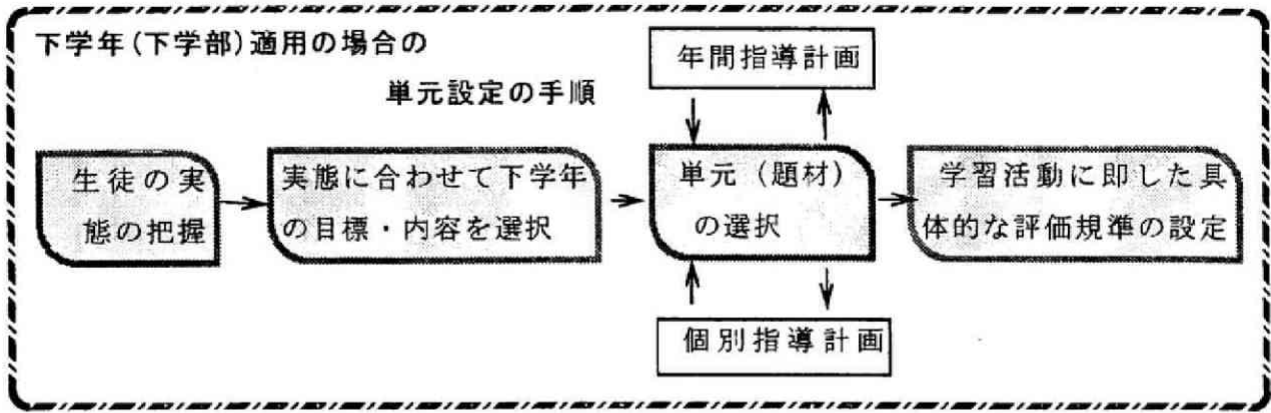 下学年(下学部)適用の場合の
単元設定の手順
年間指導計画
生徒の実
態の把握
実態に合わせて下学年
の目標・内容を選択
単元(題材)
の選択
学習活動に即した具
体的な評価規準の設定
個別指導計画